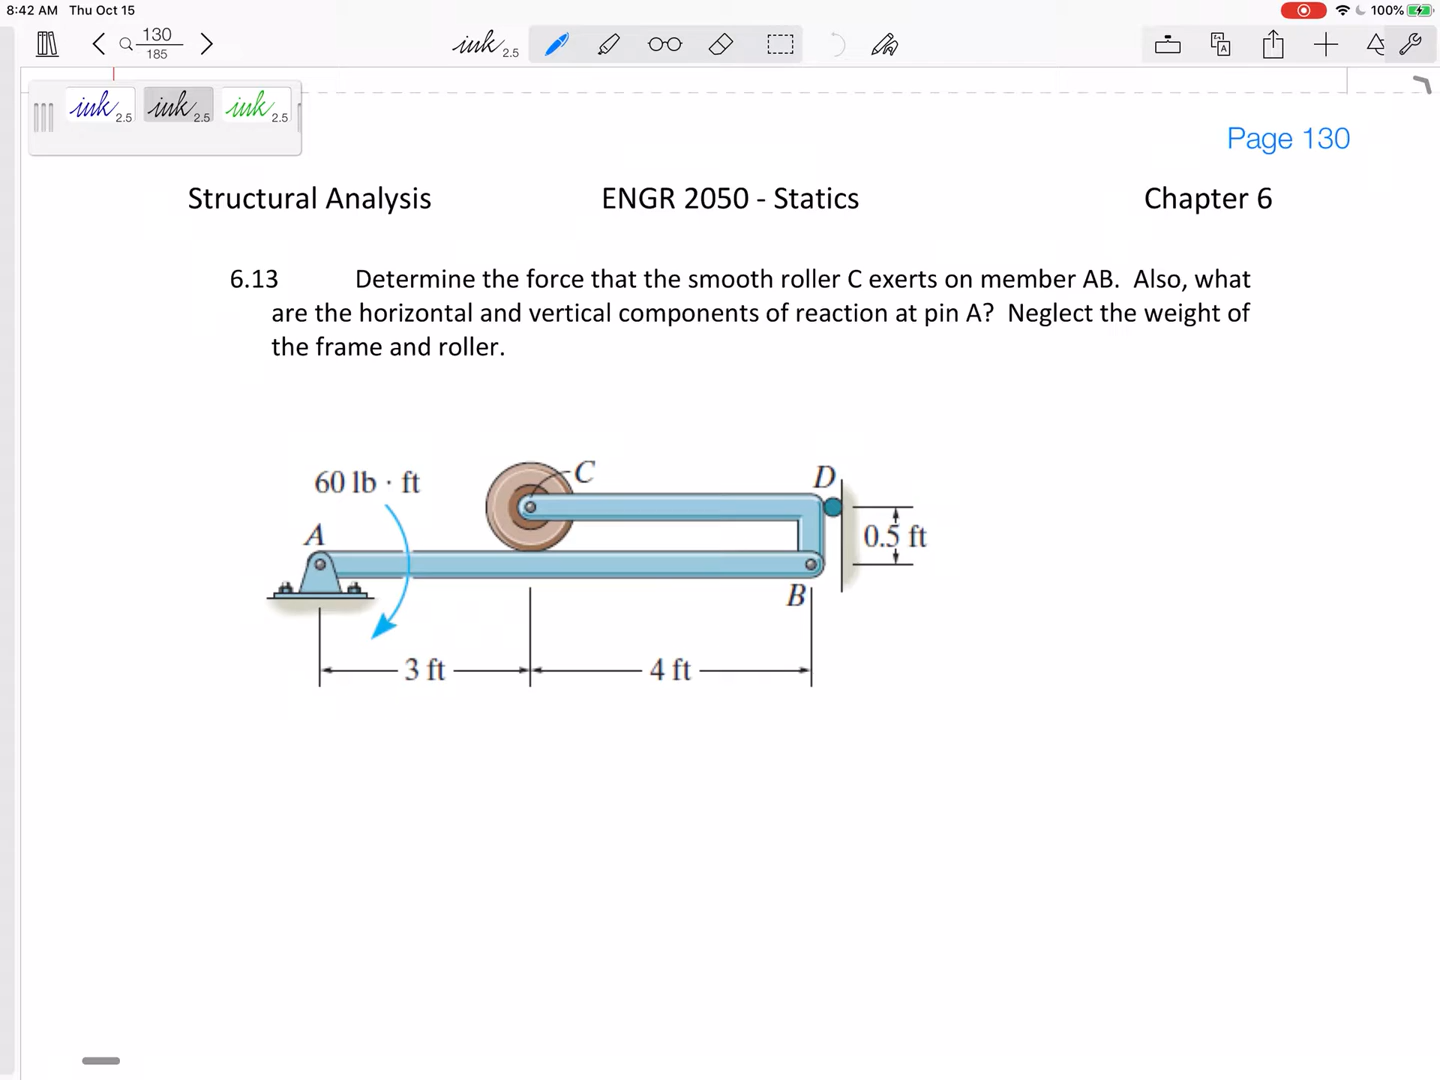 8:42 AM Thu Oct 15
100%
130
185
ink 2.5
A
ink 2.5 ink 2.5 ink 2.5
Page 130
Structural Analysis ENGR 2050 - Statics Chapter 6
6.13 Determine the force that the smooth roller C exerts on member AB. Also, what
are the horizontal and vertical components of reaction at pin A? Neglect the weight of
the frame and roller.
60 lb · ft
C
D
A
0.5 ft
B
3 ft
4 ft